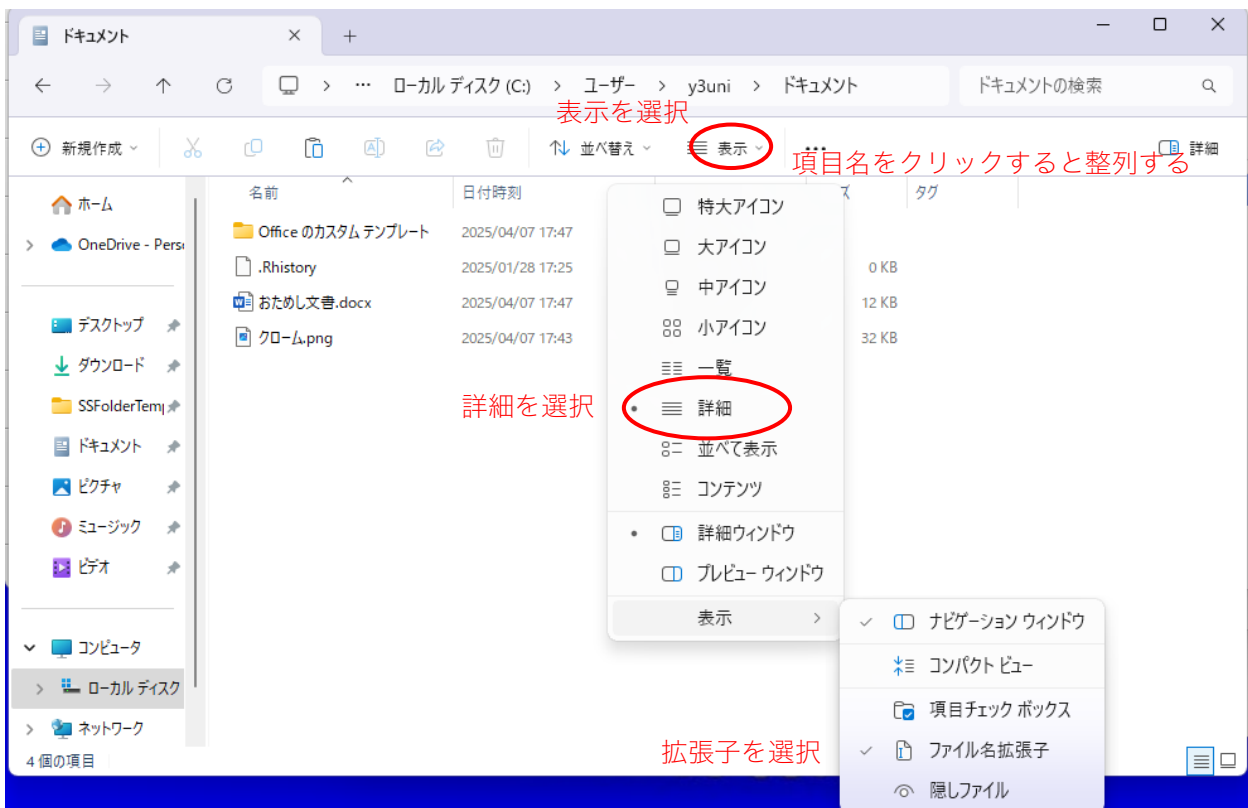 ドキュメント
ローカル ディスク (C:) > ユーザー > y3uni > ドキュメント
ドキュメントの検索
表示を選択
新規作成
並べ替え
表示
詳細
項目名をクリックすると整列する
名前
日付時刻
ズ
タグ
ホーム
OneDrive - Pers
Office のカスタム テンプレート 2025/04/07 17:47
.Rhistory 2025/01/28 17:25 0 KB
おためし文書.docx 2025/04/07 17:47 12 KB
クローム.png 2025/04/07 17:43 32 KB
デスクトップ
ダウンロード
SSFolderTemp
ドキュメント
ピクチャ
ミュージック
ビデオ
コンピュータ
ローカル ディスク
ネットワーク
4 個の項目
特大アイコン
大アイコン
中アイコン
小アイコン
一覧
詳細を選択
詳細
並べて表示
コンテンツ
詳細ウィンドウ
プレビュー ウィンドウ
表示
ナビゲーション ウィンドウ
コンパクト ビュー
項目チェック ボックス
拡張子を選択
ファイル名拡張子
隠しファイル